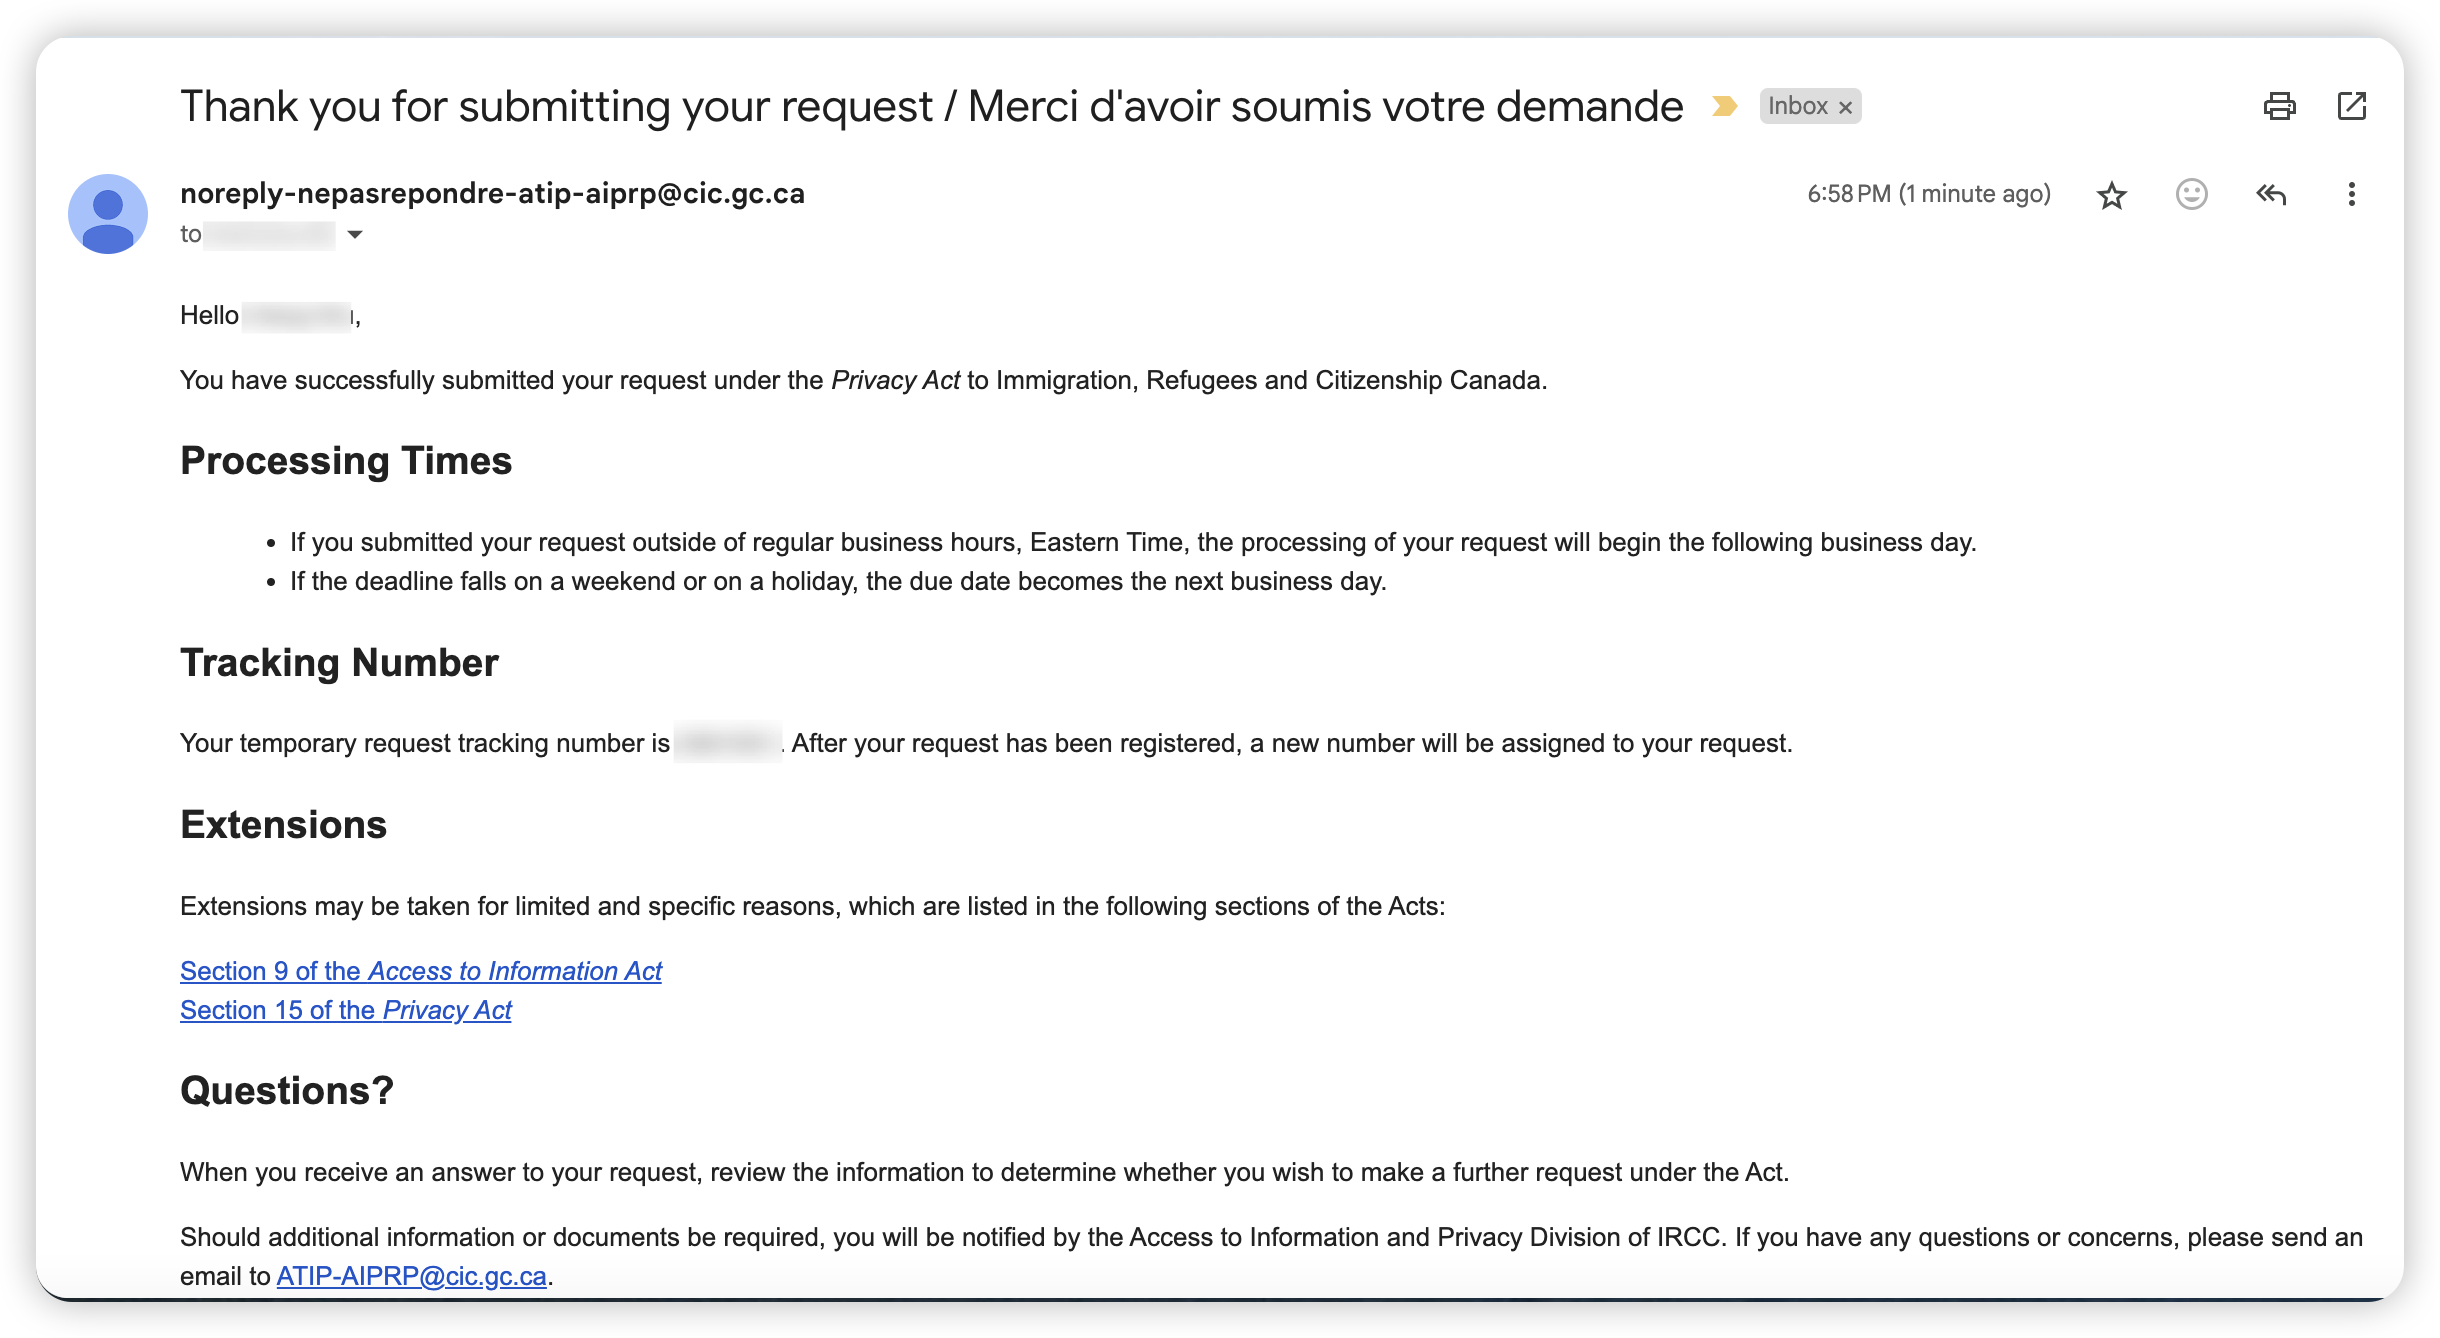 Thank you for submitting your request / Merci d'avoir soumis votre demande Inbox ×
noreply-nepasrepondre-atip-aiprp@cic.gc.ca 6:58 PM (1 minute ago)
to
Hello ,
You have successfully submitted your request under the Privacy Act to Immigration, Refugees and Citizenship Canada.
Processing Times
• If you submitted your request outside of regular business hours, Eastern Time, the processing of your request will begin the following business day.
• If the deadline falls on a weekend or on a holiday, the due date becomes the next business day.
Tracking Number
Your temporary request tracking number is . After your request has been registered, a new number will be assigned to your request.
Extensions
Extensions may be taken for limited and specific reasons, which are listed in the following sections of the Acts:
Section 9 of the Access to Information Act
Section 15 of the Privacy Act
Questions?
When you receive an answer to your request, review the information to determine whether you wish to make a further request under the Act.
Should additional information or documents be required, you will be notified by the Access to Information and Privacy Division of IRCC. If you have any questions or concerns, please send an
email to ATIP-AIPRP@cic.gc.ca.